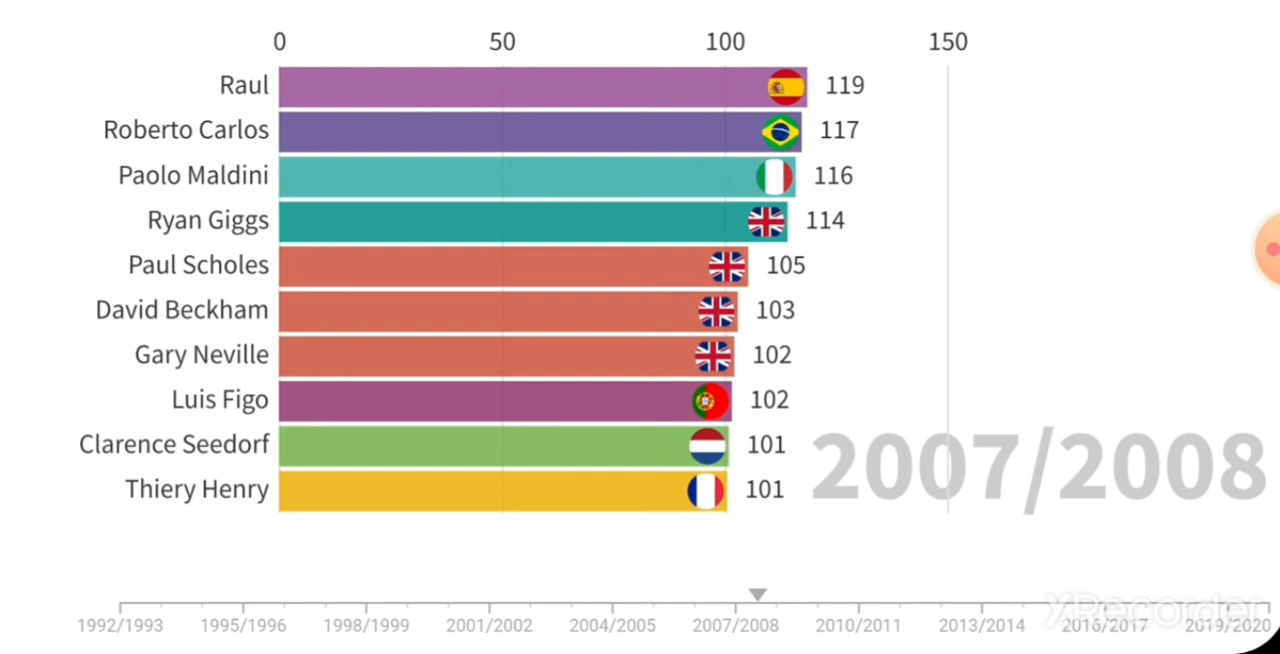 0 50 100 150
Raul 119
Roberto Carlos 117
Paolo Maldini 116
Ryan Giggs 114
Paul Scholes 105
David Beckham 103
Gary Neville 102
Luis Figo 102
Clarence Seedorf 101
Thiery Henry 101
2007/2008
XRecorder
1992/1993 1995/1996 1998/1999 2001/2002 2004/2005 2007/2008 2010/2011 2013/2014 2016/2017 2019/2020